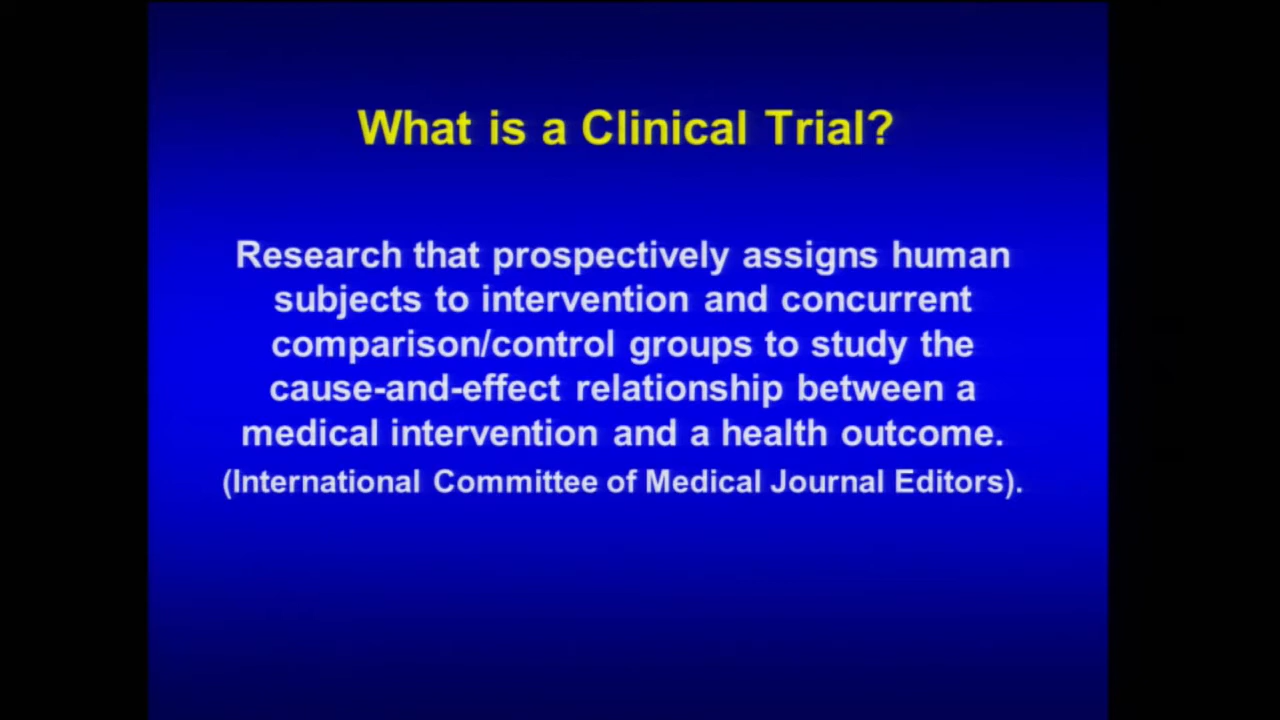 What is a Clinical Trial?
Research that prospectively assigns human
subjects to intervention and concurrent
comparison/control groups to study the
cause-and-effect relationship between a
medical intervention and a health outcome.
(International Committee of Medical Journal Editors).